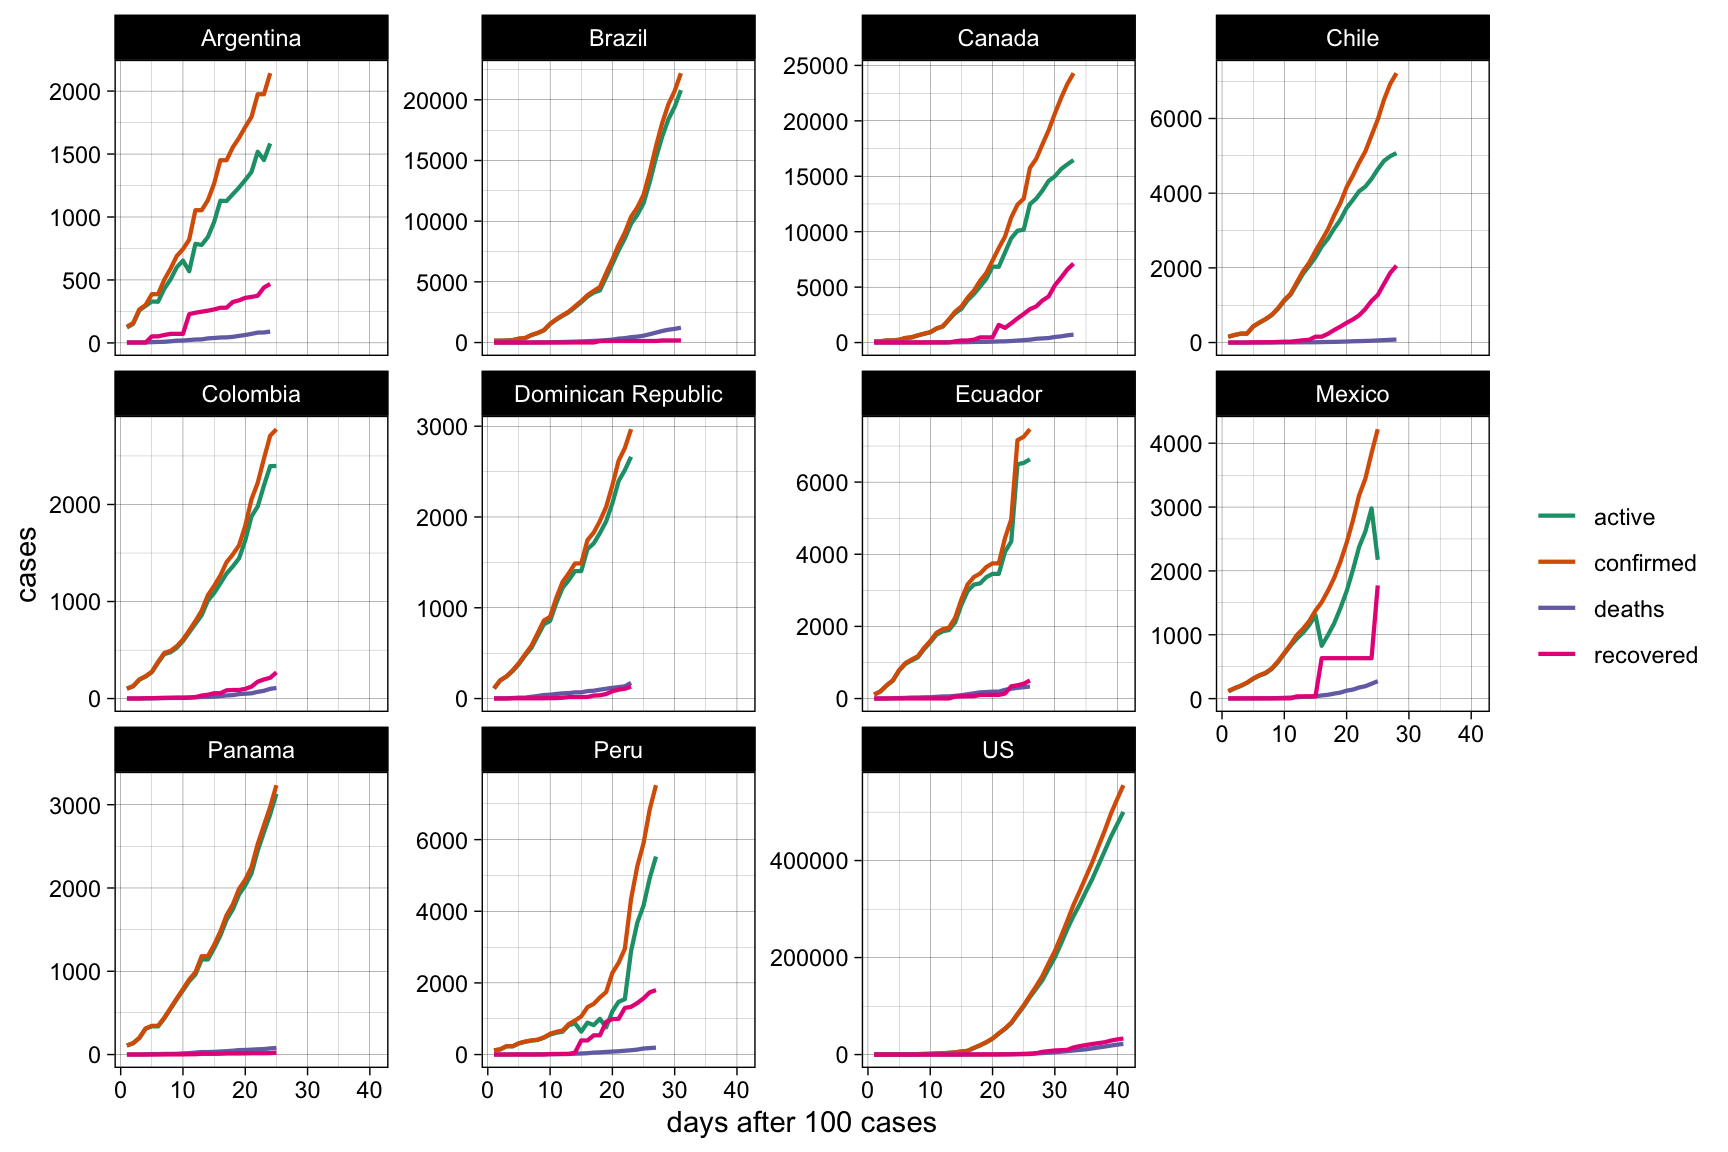 Argentina
Brazil
Canada
Chile
2000
1500
1000
500
0
20000
15000
10000
5000
0
25000
20000
15000
10000
5000
0
6000
4000
2000
0
Colombia
Dominican Republic
Ecuador
Mexico
2000
1000
0
3000
2000
1000
0
6000
4000
2000
0
4000
3000
2000
1000
0
0 10 20 30 40
cases
active
confirmed
deaths
recovered
Panama
Peru
US
3000
2000
1000
0
6000
4000
2000
0
400000
200000
0
0 10 20 30 40
0 10 20 30 40
0 10 20 30 40
days after 100 cases